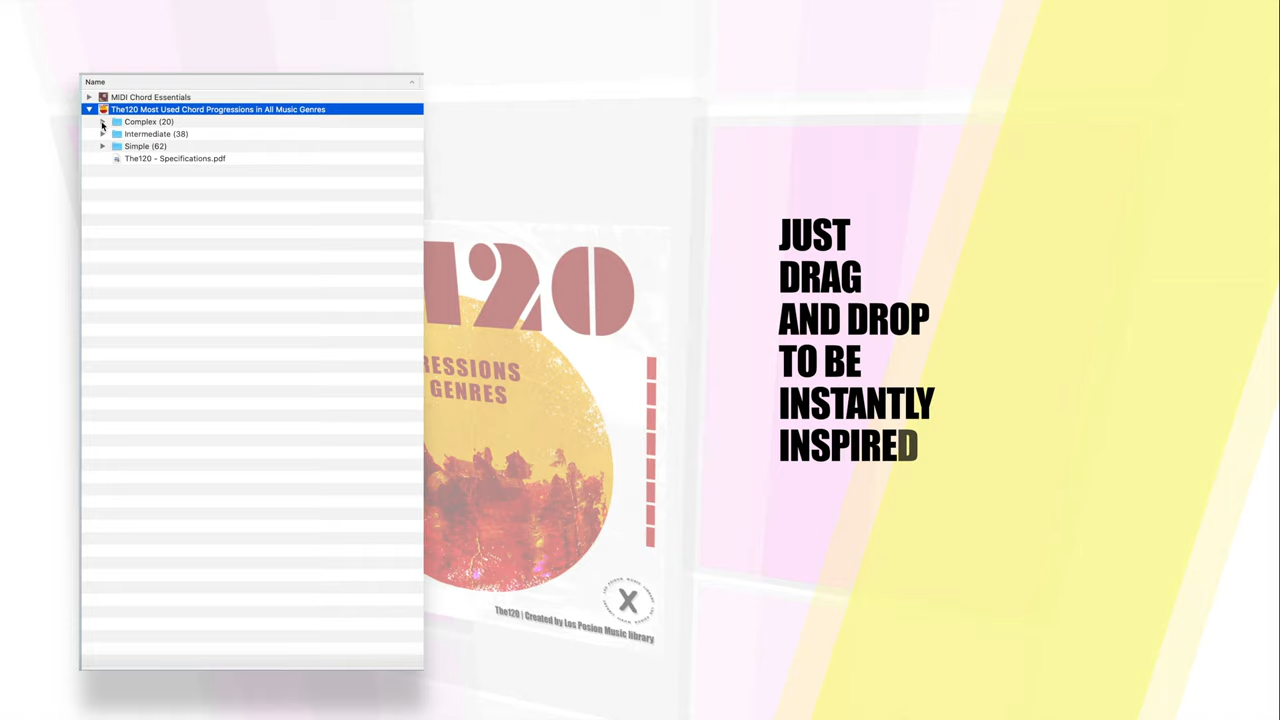 Name
MIDI Chord Essentials
The120 Most Used Chord Progressions in All Music Genres
Complex (20)
Intermediate (38)
Simple (62)
The120 - Specifications.pdf
120
RESSIONS
GENRES
X
The120 | Created by Los Posion Music library
JUST
DRAG
AND DROP
TO BE
INSTANTLY
INSPIRED